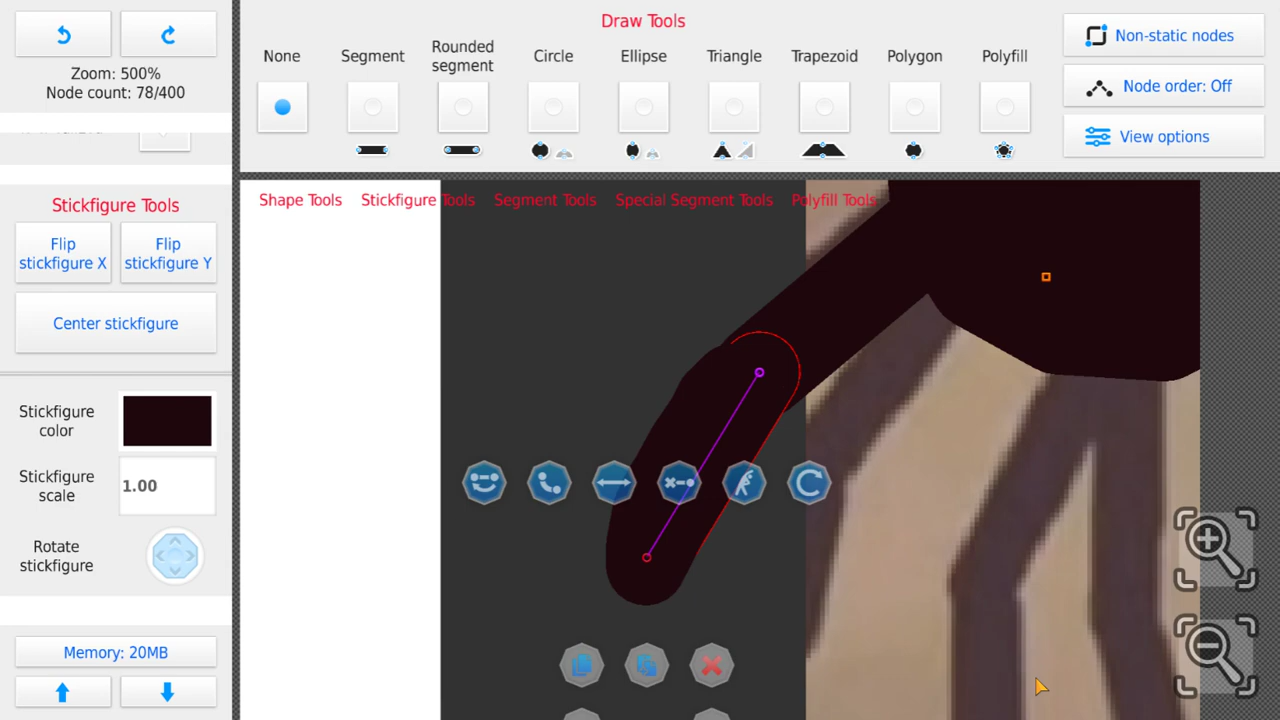 Draw Tools
Zoom: 500%
Node count: 78/400
None
Segment
Rounded
segment
Circle
Ellipse
Triangle
Trapezoid
Polygon
Polyfill
Non-static nodes
Node order: Off
View options
Shape Tools
Stickfigure Tools
Segment Tools
Special Segment Tools
Polyfill Tools
Stickfigure Tools
Flip
stickfigure X
Flip
stickfigure Y
Center stickfigure
Stickfigure
color
Stickfigure
scale
1.00
Rotate
stickfigure
Memory: 20MB